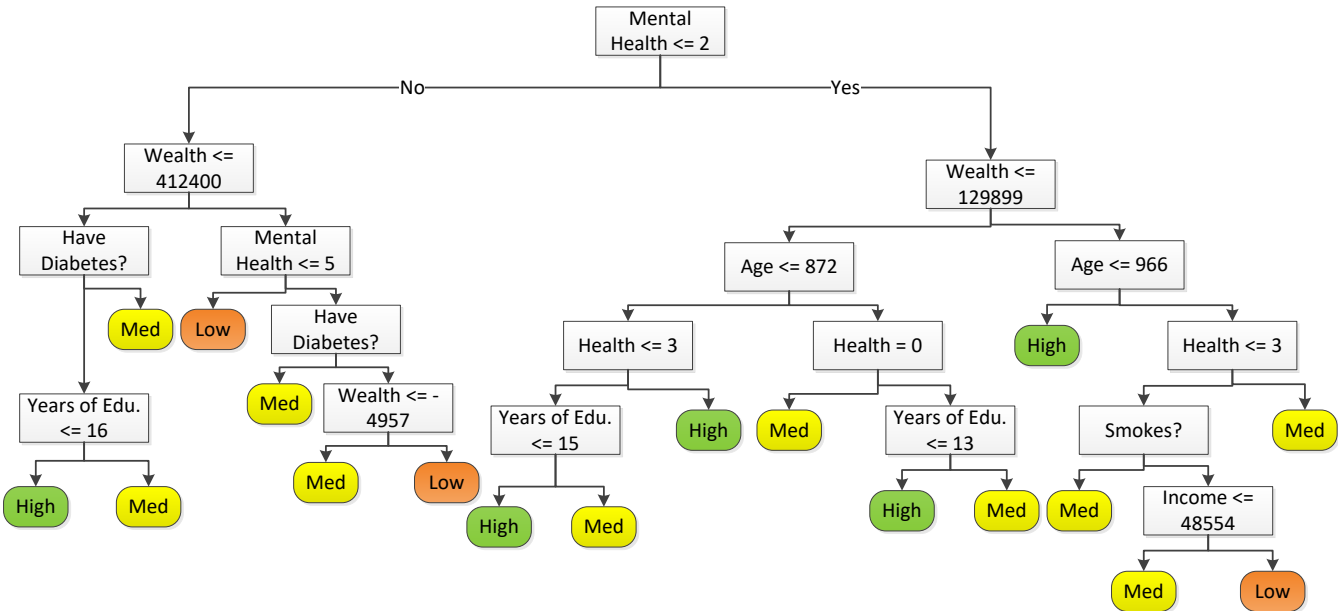 Mental
Health <= 2
No
Yes
Wealth <=
412400
Wealth <=
129899
Have
Diabetes?
Mental
Health <= 5
Age <= 872
Age <= 966
Med
Low
Have
Diabetes?
Health <= 3
Health = 0
High
Health <= 3
Years of Edu.
<= 16
Med
Wealth <= -
4957
Years of Edu.
<= 15
High
Med
Years of Edu.
<= 13
Smokes?
Med
High
Med
Med
Low
High
Med
High
Med
Med
Income <=
48554
Med
Low